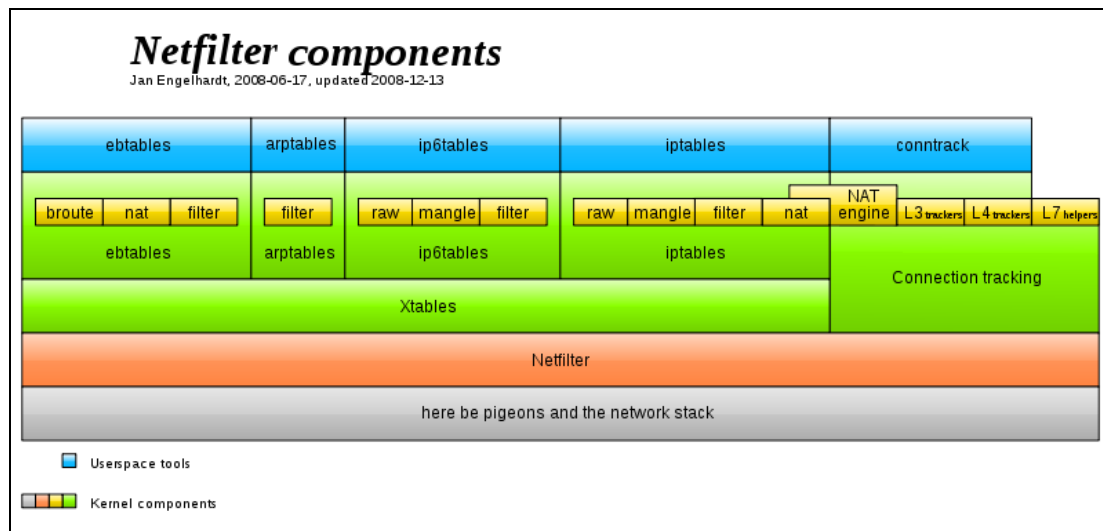 Netfilter components
Jan Engelhardt, 2008-06-17, updated 2008-12-13
ebtables arptables ip6tables iptables conntrack
NAT
broute nat filter filter raw mangle filter raw mangle filter nat engine L3 trackers L4 trackers L7 helpers
ebtables arptables ip6tables iptables
Connection tracking
Xtables
Netfilter
here be pigeons and the network stack
Userspace tools
Kernel components